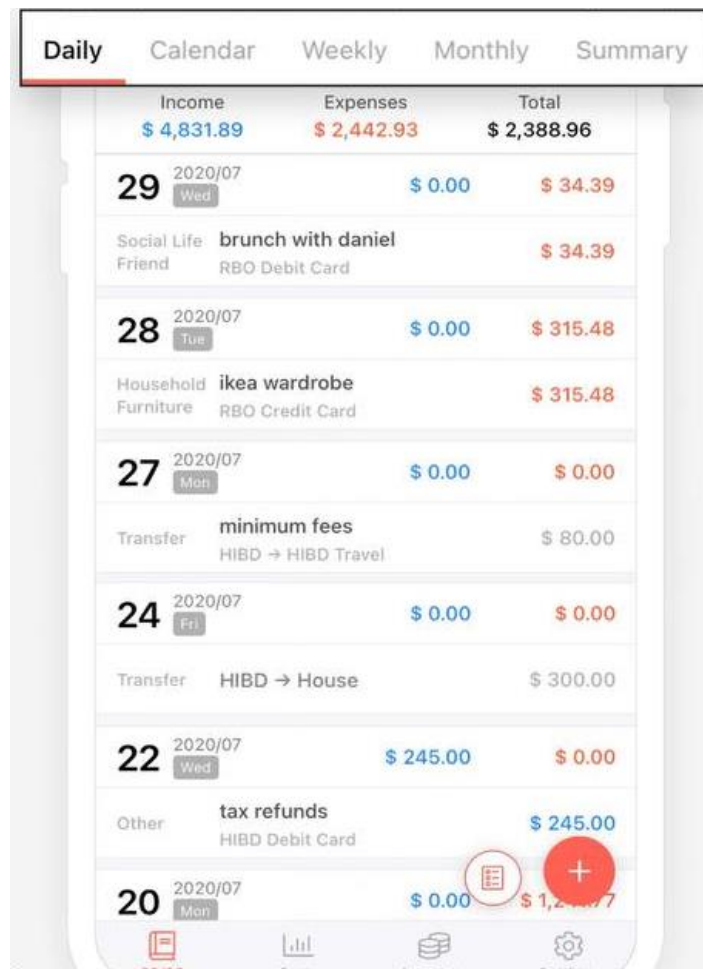 Daily Calendar Weekly Monthly Summary
Income Expenses Total
$ 4,831.89 $ 2,442.93 $ 2,388.96
29 2020/07 Wed $ 0.00 $ 34.39
Social Life Friend brunch with daniel RBO Debit Card $ 34.39
28 2020/07 Tue $ 0.00 $ 315.48
Household Furniture ikea wardrobe RBO Credit Card $ 315.48
27 2020/07 Mon $ 0.00 $ 0.00
Transfer minimum fees HIBD → HIBD Travel $ 80.00
24 2020/07 Fri $ 0.00 $ 0.00
Transfer HIBD → House $ 300.00
22 2020/07 Wed $ 245.00 $ 0.00
Other tax refunds HIBD Debit Card $ 245.00
20 2020/07 Mon $ 0.00